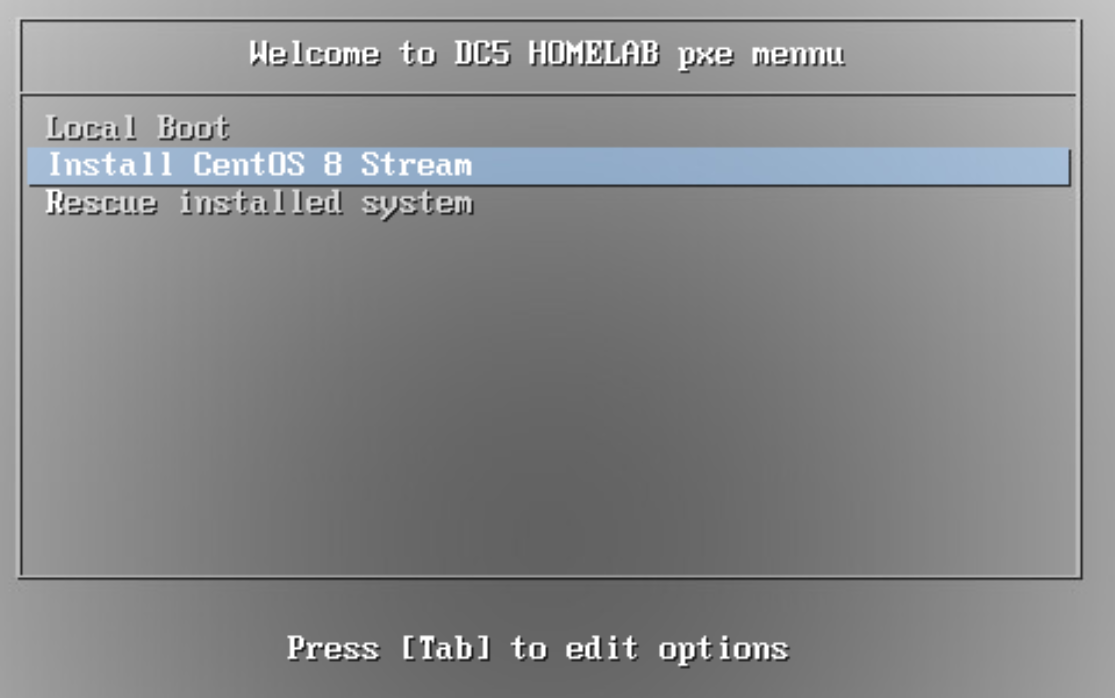 Welcome to DC5 HOMELAB pxe mennu
Local Boot
Install CentOS 8 Stream
Rescue installed system
Press [Tab] to edit options